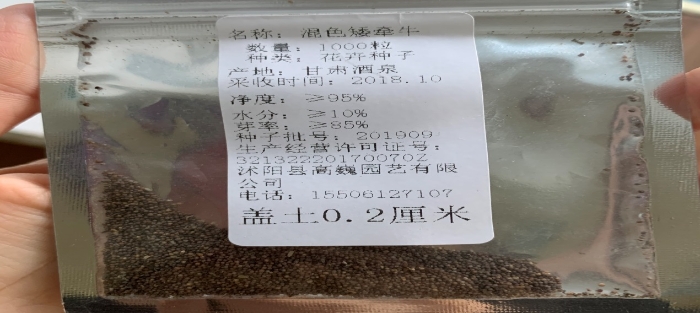 名称: 混色矮牵牛
数量: 1000粒
种类: 花卉种子
产地: 甘肃酒泉
采收时间: 2018.10
净度: ≥95%
水分: ≥10%
芽率: ≥85%
种子批号: 201909
生产经营许可证号:
321322201700702
沭阳县高巍园艺有限
公司
电话: 15506127107
盖土0.2厘米